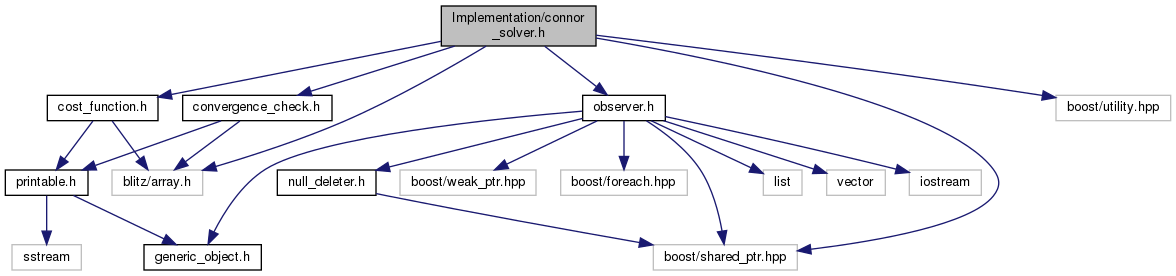 Implementation/connor
_solver.h
cost_function.h
convergence_check.h
observer.h
boost/utility.hpp
printable.h
blitz/array.h
null_deleter.h
boost/weak_ptr.hpp
boost/foreach.hpp
list
vector
iostream
sstream
generic_object.h
boost/shared_ptr.hpp